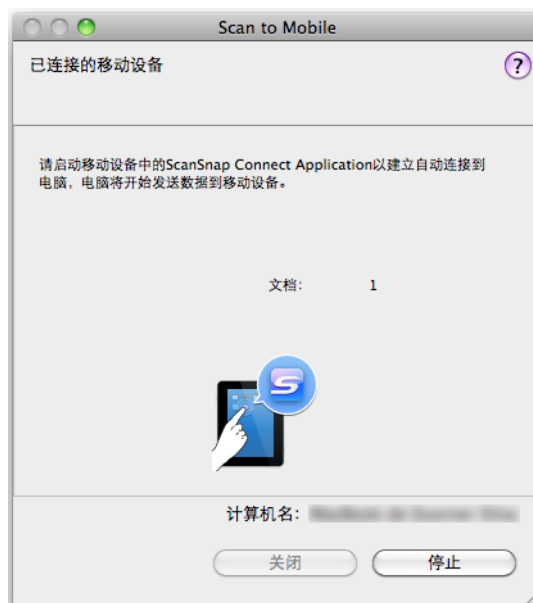 Scan to Mobile
已连接的移动设备
?
请启动移动设备中的ScanSnap Connect Application以建立自动连接到
电脑，电脑将开始发送数据到移动设备。
文档： 1
S
计算机名：
关闭 停止